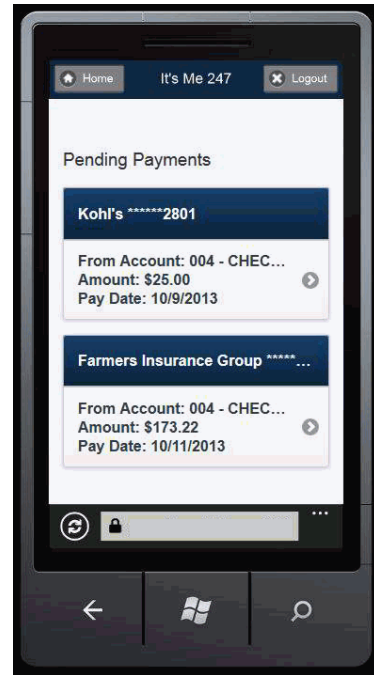 Home
It's Me 247
Logout
Pending Payments
Kohl's ******2801
From Account: 004 - CHEC...
Amount: $25.00
Pay Date: 10/9/2013
Farmers Insurance Group *****...
From Account: 004 - CHEC...
Amount: $173.22
Pay Date: 10/11/2013